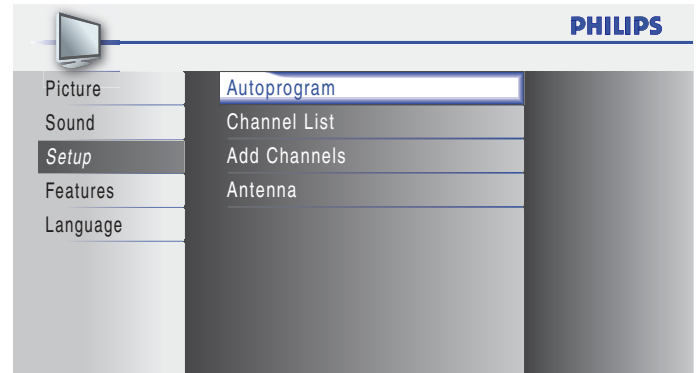 PHILIPS
Picture
Sound
Setup
Features
Language
Autoprogram
Channel List
Add Channels
Antenna